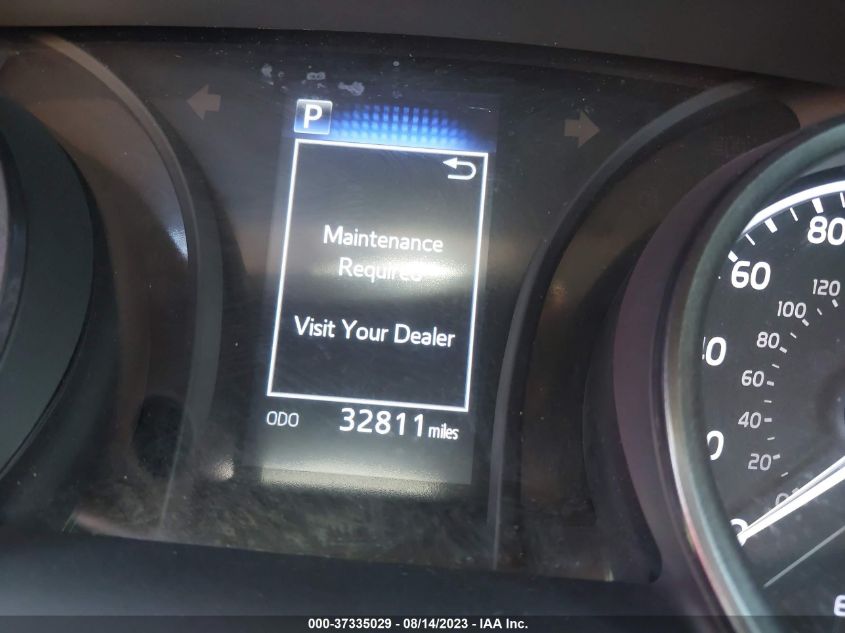 P
Maintenance
Required
Visit Your Dealer
ODO 32811 miles
80
60
120
100
80
60
40
20
000-37335029 - 08/14/2023 - IAA Inc.